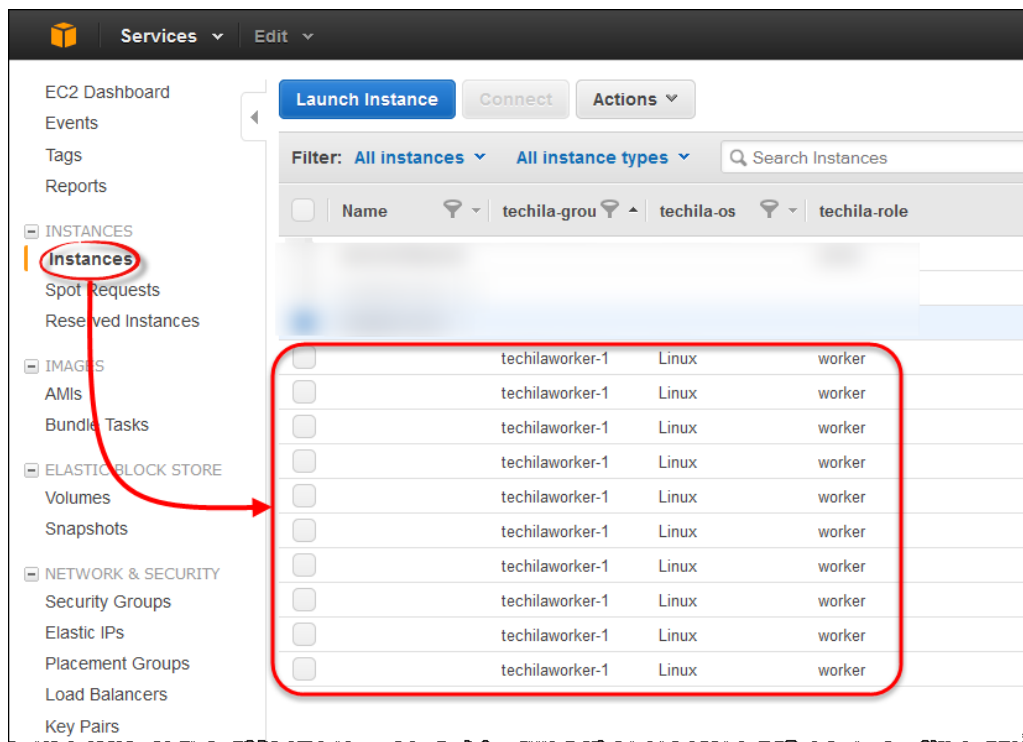 Services Edit
EC2 Dashboard
Events
Tags
Reports
INSTANCES
Instances
Spot Requests
Reserved Instances
IMAGES
AMIs
Bundle Tasks
ELASTIC BLOCK STORE
Volumes
Snapshots
NETWORK & SECURITY
Security Groups
Elastic IPs
Placement Groups
Load Balancers
Key Pairs
Launch Instance Connect Actions
Filter: All instances All instance types Search Instances
Name techila-grou techila-os techila-role
techilaworker-1 Linux worker
techilaworker-1 Linux worker
techilaworker-1 Linux worker
techilaworker-1 Linux worker
techilaworker-1 Linux worker
techilaworker-1 Linux worker
techilaworker-1 Linux worker
techilaworker-1 Linux worker
techilaworker-1 Linux worker
techilaworker-1 Linux worker